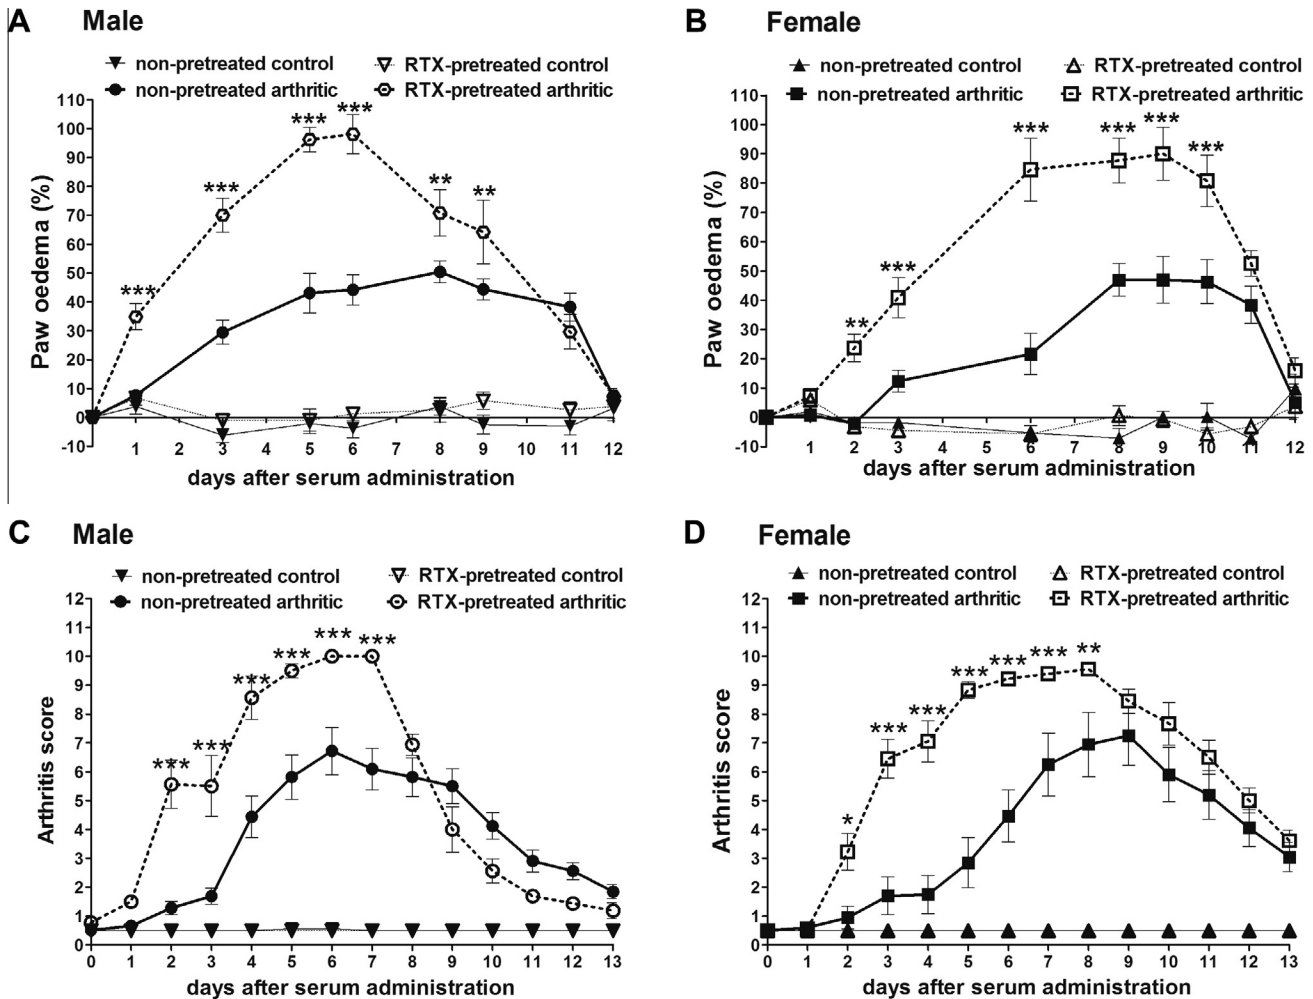 A Male
non-pretreated control RTX-pretreated control
non-pretreated arthritic RTX-pretreated arthritic
110
100
90
80
70
60
50
40
30
20
10
0
-10
Paw oedema (%)
*** *** *** *** ** **
1 2 3 4 5 6 7 8 9 10 11 12
days after serum administration
B Female
non-pretreated control RTX-pretreated control
non-pretreated arthritic RTX-pretreated arthritic
110
100
90
80
70
60
50
40
30
20
10
0
-10
Paw oedema (%)
** *** *** *** *** ***
1 2 3 4 5 6 7 8 9 10 11 12
days after serum administration
C Male
non-pretreated control RTX-pretreated control
non-pretreated arthritic RTX-pretreated arthritic
12
11
10
9
8
7
6
5
4
3
2
1
0
Arthritis score
*** *** *** *** *** ***
0 1 2 3 4 5 6 7 8 9 10 11 12 13
days after serum administration
D Female
non-pretreated control RTX-pretreated control
non-pretreated arthritic RTX-pretreated arthritic
12
11
10
9
8
7
6
5
4
3
2
1
0
Arthritis score
* *** *** *** *** *** **
0 1 2 3 4 5 6 7 8 9 10 11 12 13
days after serum administration